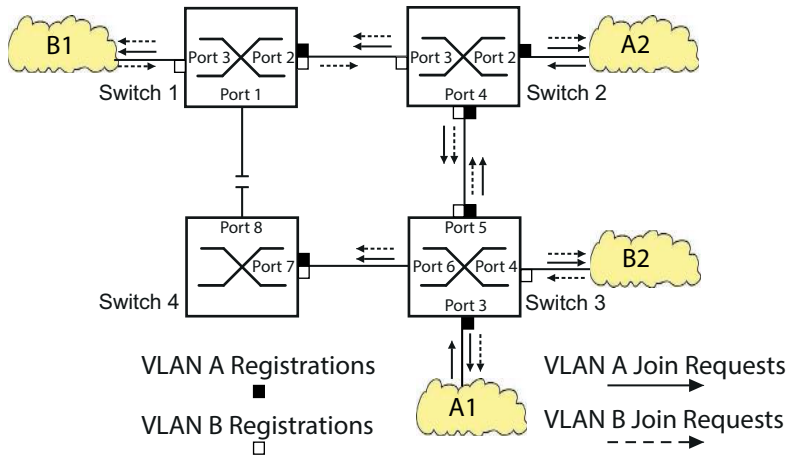 B1
Port 3
Port 2
Port 1
Switch 1
Port 3
Port 2
Port 4
Switch 2
A2
Port 8
Port 7
Switch 4
Port 5
Port 6
Port 4
Port 3
Switch 3
B2
A1
VLAN A Registrations
VLAN B Registrations
VLAN A Join Requests
VLAN B Join Requests